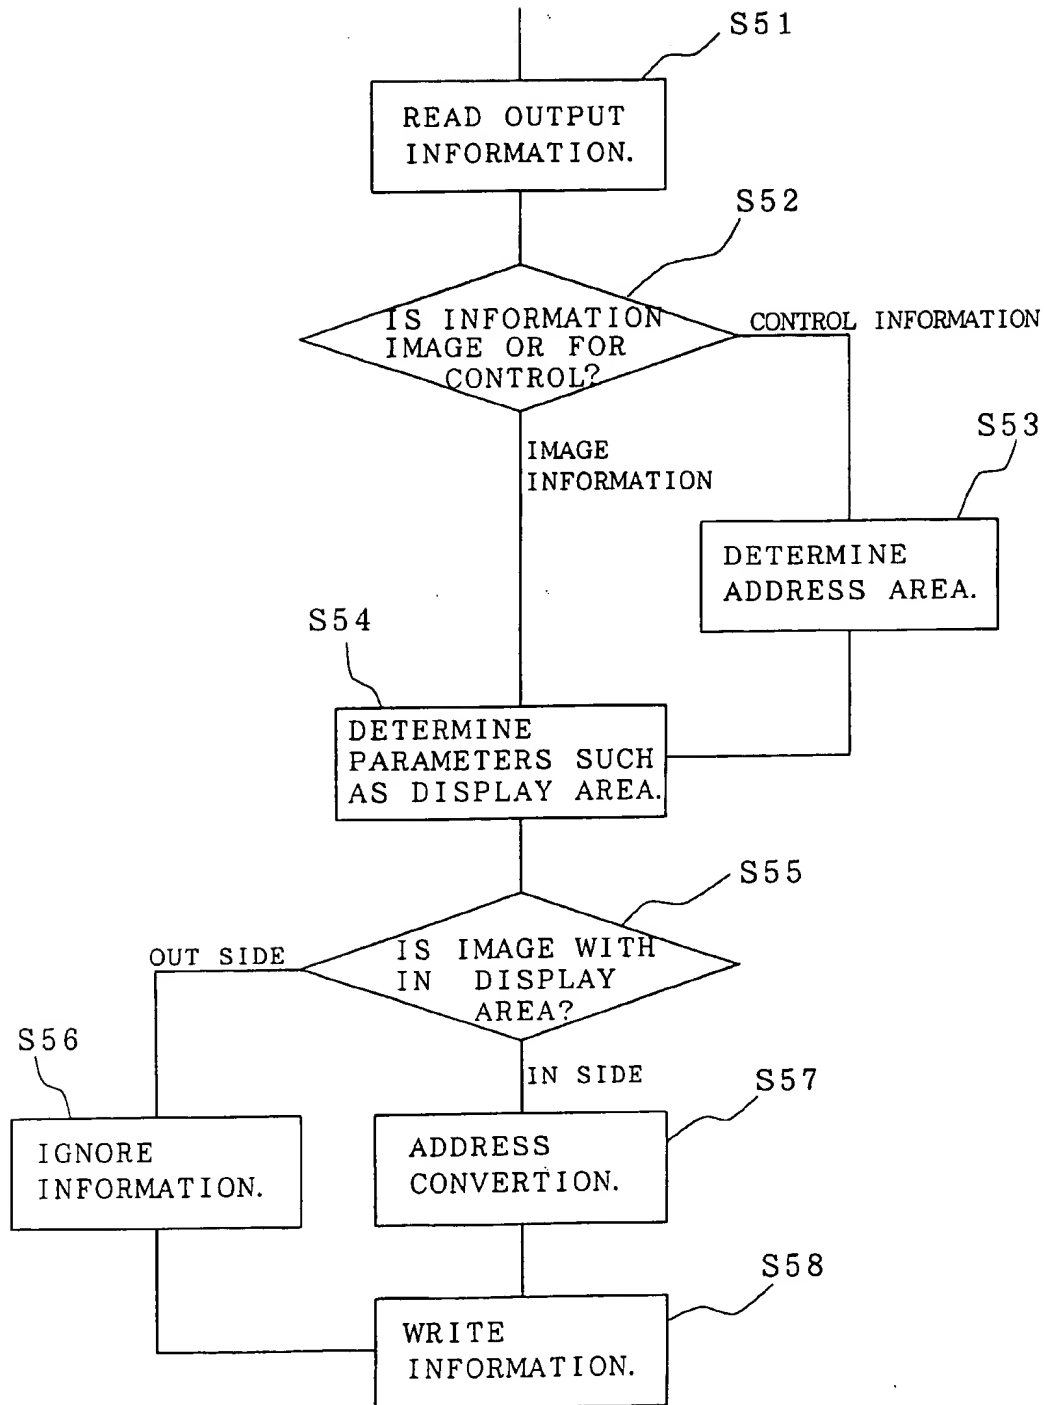 S51
READ OUTPUT
INFORMATION.
S52
IS INFORMATION
IMAGE OR FOR
CONTROL?
CONTROL INFORMATION
IMAGE
INFORMATION
S53
DETERMINE
ADDRESS AREA.
S54
DETERMINE
PARAMETERS SUCH
AS DISPLAY AREA.
S55
IS IMAGE WITH
IN DISPLAY
AREA?
OUT SIDE
S56
IGNORE
INFORMATION.
IN SIDE
S57
ADDRESS
CONVERTION.
S58
WRITE
INFORMATION.